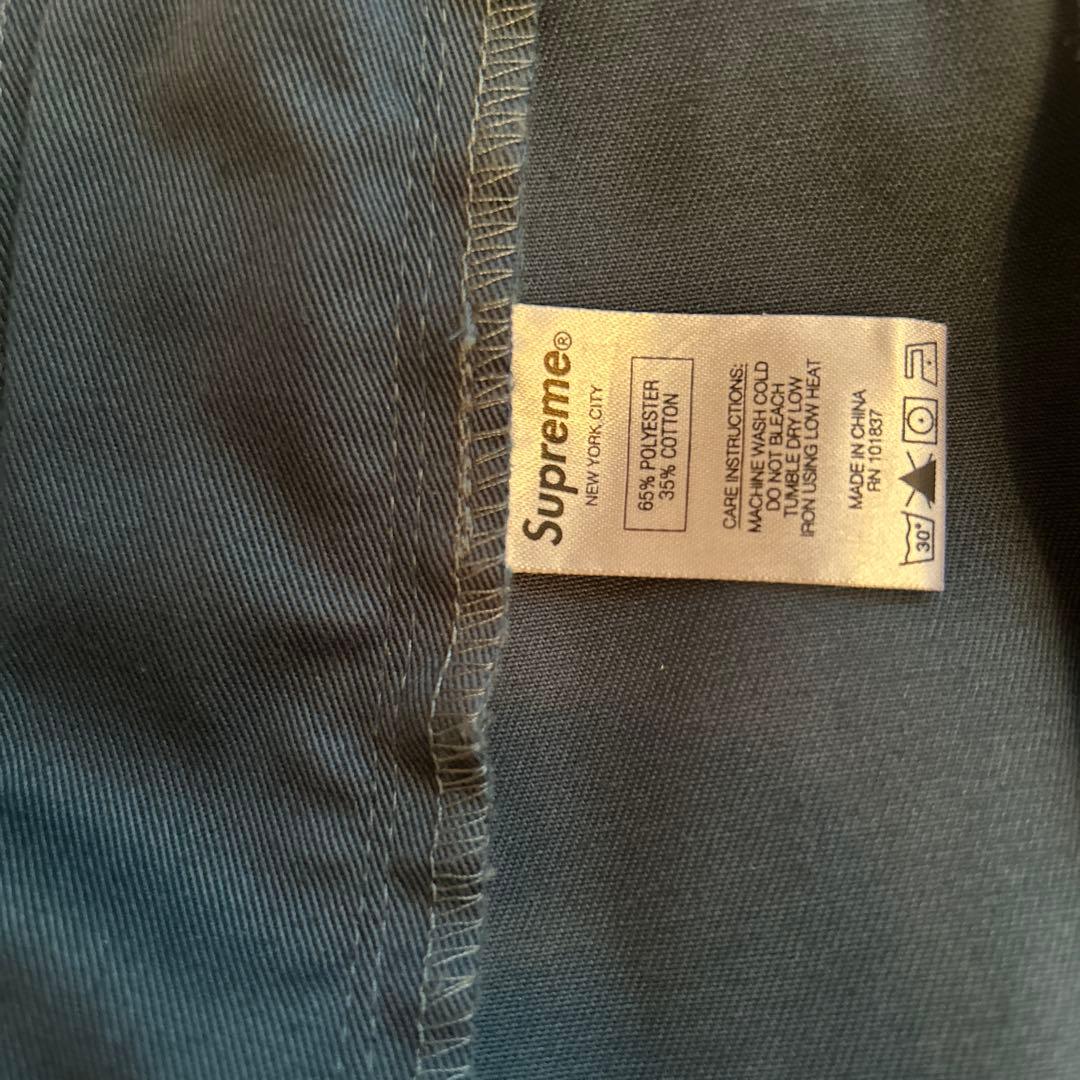 Supreme®
NEW YORK CITY
65% POLYESTER
35% COTTON
CARE INSTRUCTIONS:
MACHINE WASH COLD
DO NOT BLEACH
TUMBLE DRY LOW
IRON USING LOW HEAT
MADE IN CHINA
RN 101837
30°